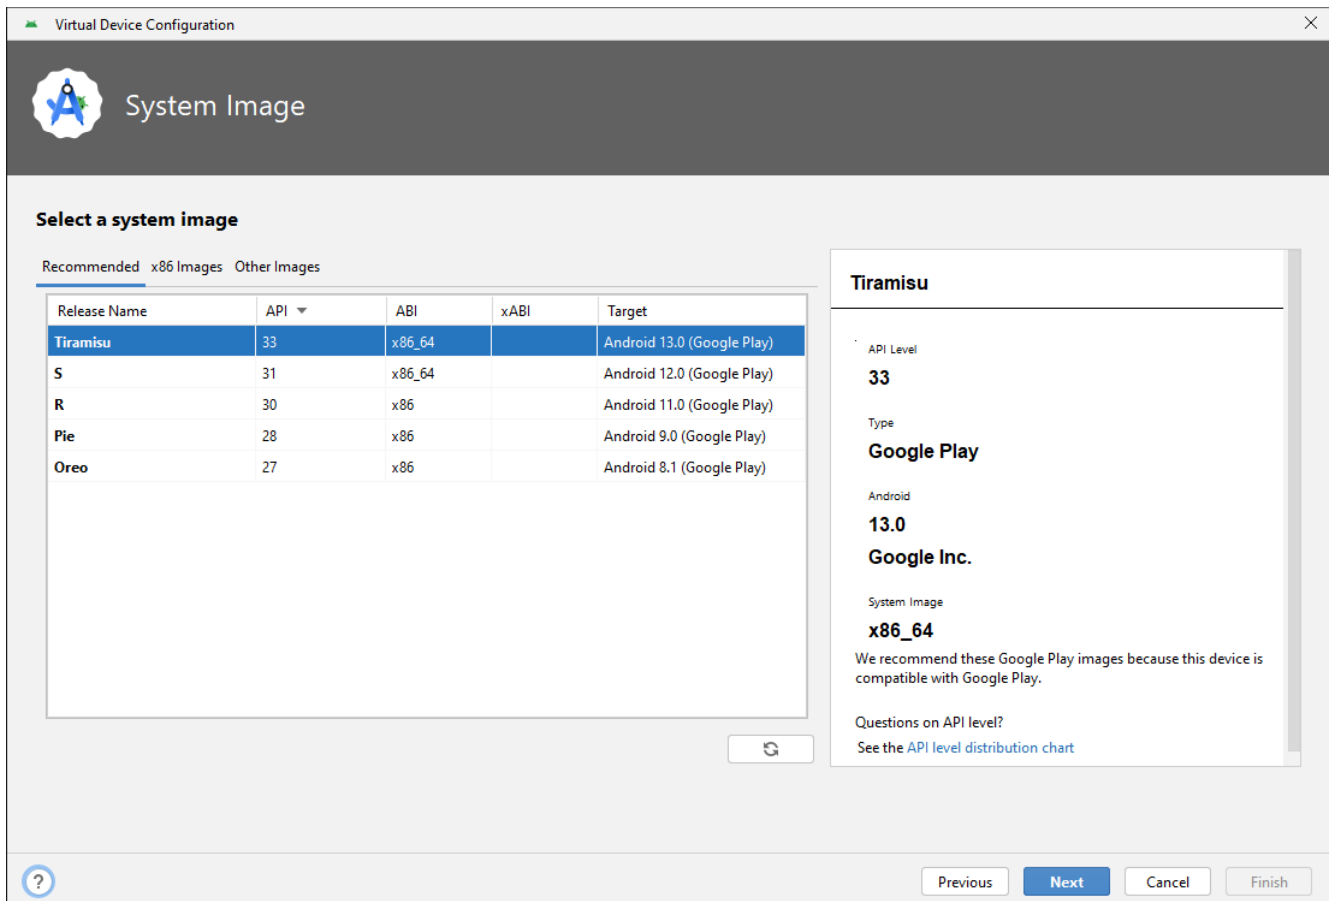 Virtual Device Configuration
System Image
Select a system image
Recommended x86 Images Other Images
Release Name API ABI xABI Target
Tiramisu 33 x86_64 Android 13.0 (Google Play)
S 31 x86_64 Android 12.0 (Google Play)
R 30 x86 Android 11.0 (Google Play)
Pie 28 x86 Android 9.0 (Google Play)
Oreo 27 x86 Android 8.1 (Google Play)
Tiramisu
API Level
33
Type
Google Play
Android
13.0
Google Inc.
System Image
x86_64
We recommend these Google Play images because this device is
compatible with Google Play.
Questions on API level?
See the API level distribution chart
? Previous Next Cancel Finish